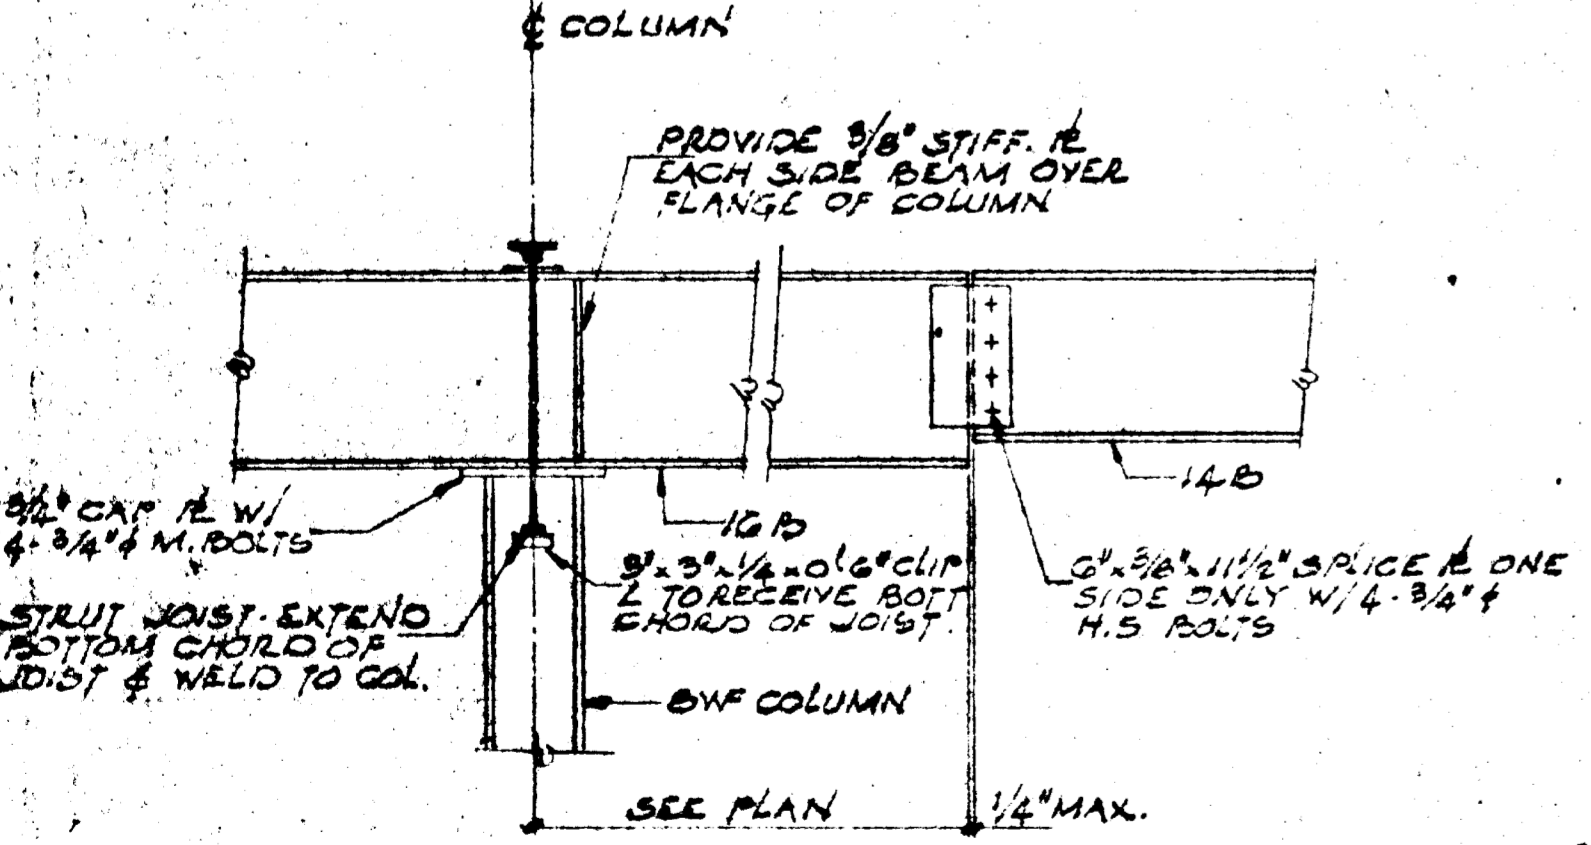 ℄ COLUMN
PROVIDE 3/8" STIFF. ℄
EACH SIDE BEAM OVER
FLANGE OF COLUMN
14B
3/4" CAP ℄ W/
4-3/4"ϕ M. BOLTS
16B
3"x3"x1/4x0'6" CLIP
L TO RECEIVE BOTT
CHORD OF JOIST.
6"x3/8"x11 1/2" SPLICE ℄ ONE
SIDE ONLY W/4-3/4"ϕ
H.S BOLTS
STRUT JOIST-EXTEND
BOTTOM CHORD OF
JOIST & WELD TO COL.
8WF COLUMN
SEE PLAN
1/4" MAX.